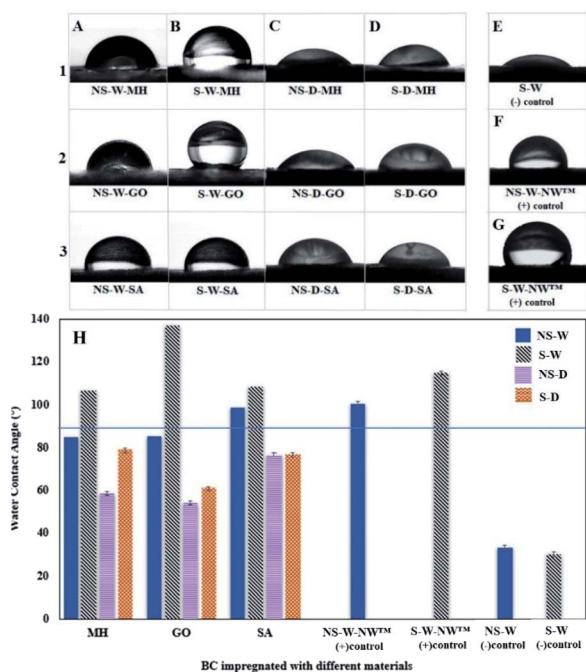 A B C D E
1
NS-W-MH S-W-MH NS-D-MH S-D-MH S-W
(-) control
F
2
NS-W-GO S-W-GO NS-D-GO S-D-GO NS-W-NW™
(+) control
G
3
NS-W-SA S-W-SA NS-D-SA S-D-SA S-W-NW™
(+) control
H
NS-W
S-W
NS-D
S-D
140
120
100
80
60
40
20
0
Water Contact Angle (°)
MH GO SA NS-W-NW™ S-W-NW™ NS-W S-W
(+)control (+)control (-)control (-)control
BC impregnated with different materials